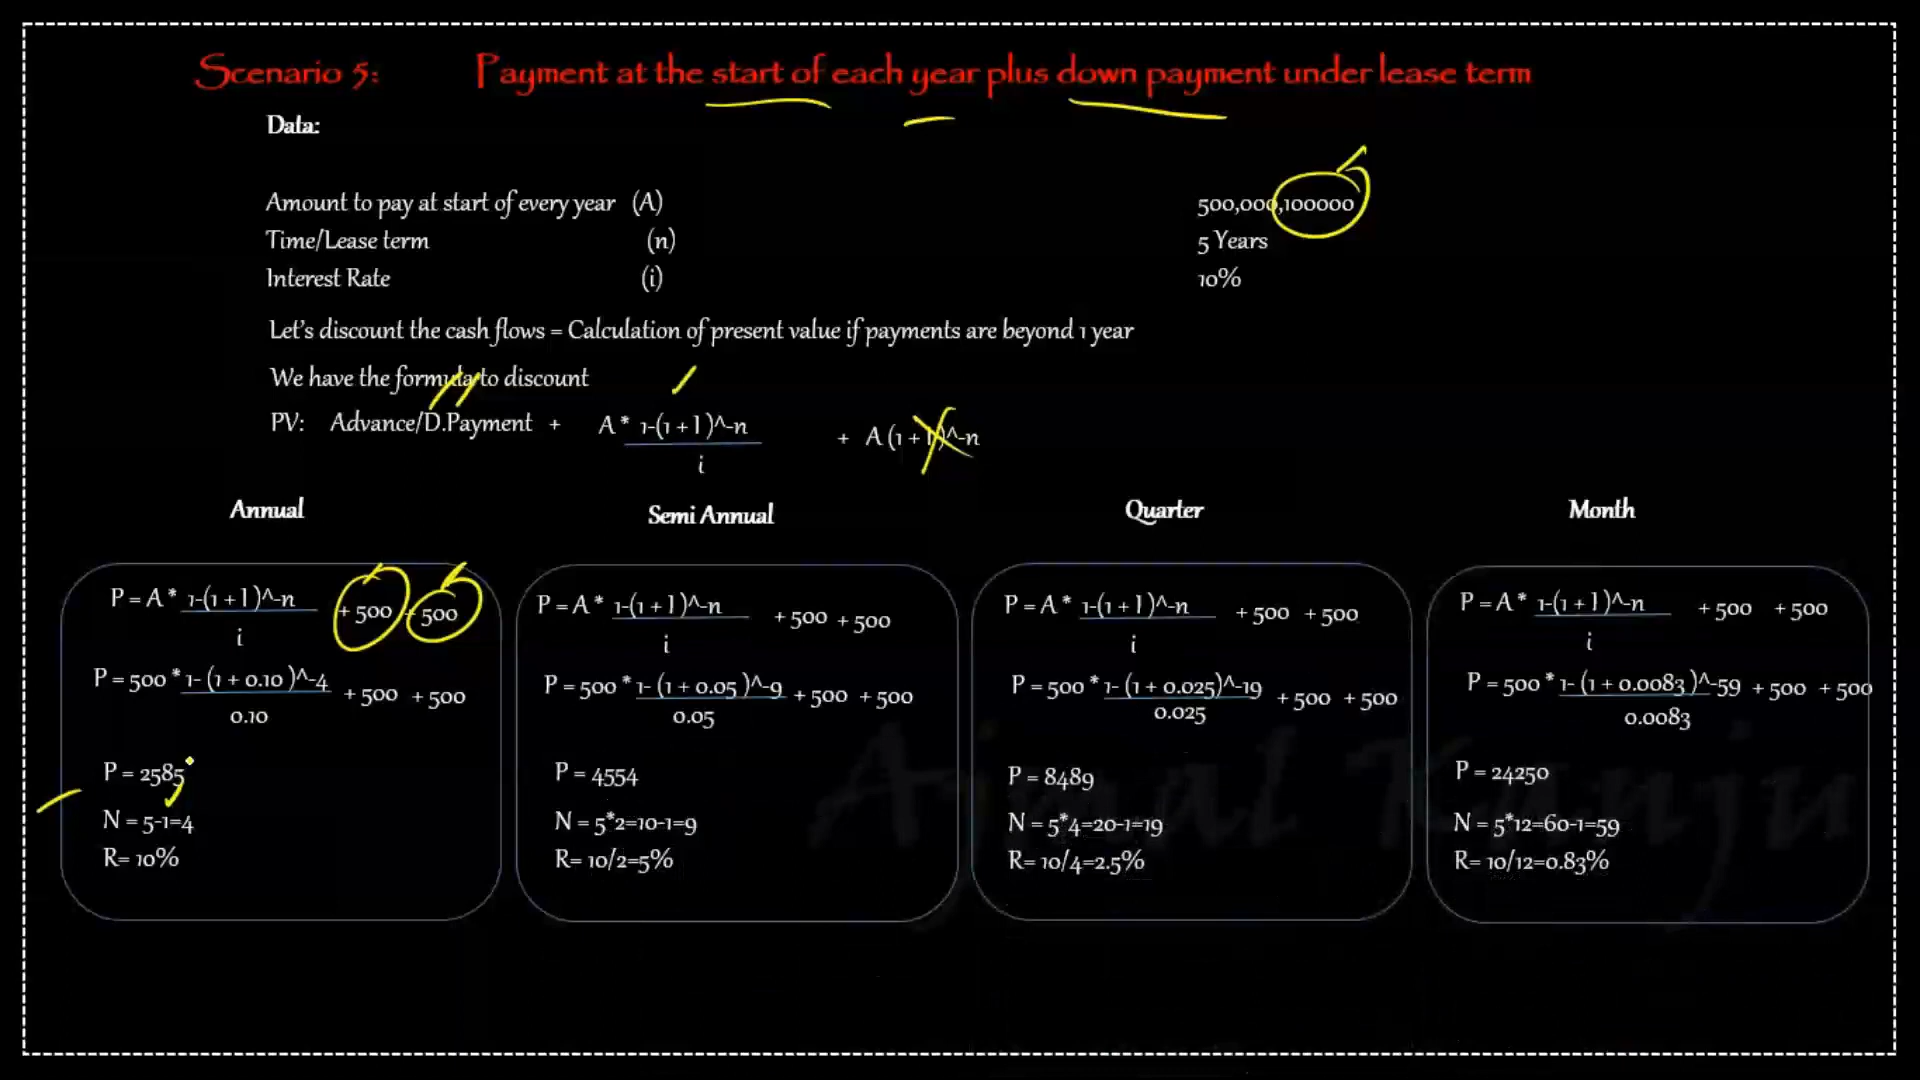 Scenario 5: Payment at the start of each year plus down payment under lease term
Data:
Amount to pay at start of every year (A) 500,000,100000
Time/Lease term (n) 5 Years
Interest Rate (i) 10%
Let's discount the cash flows = Calculation of present value if payments are beyond 1 year
We have the formula to discount
PV: Advance/D.Payment + A * 1-(1 + 1 )^-n + A (1 + 1)^-n
i
Annual
P = A * 1-(1 + 1 )^-n + 500 + 500
i
P = 500 * 1- (1 + 0.10 )^-4 + 500 + 500
0.10
P = 2585
N = 5-1=4
R= 10%
Semi Annual
P = A * 1-(1 + 1 )^-n + 500 + 500
i
P = 500 * 1- (1 + 0.05 )^-9 + 500 + 500
0.05
P = 4554
N = 5*2=10-1=9
R= 10/2=5%
Quarter
P = A * 1-(1 + 1 )^-n + 500 + 500
i
P = 500 * 1- (1 + 0.025)^-19 + 500 + 500
0.025
P = 8489
N = 5*4=20-1=19
R= 10/4=2.5%
Month
P = A * 1-(1 + 1 )^-n + 500 + 500
i
P = 500 * 1- (1 + 0.0083 )^-59 + 500 + 500
0.0083
P = 24250
N = 5*12=60-1=59
R= 10/12=0.83%
Ajmal Kanju